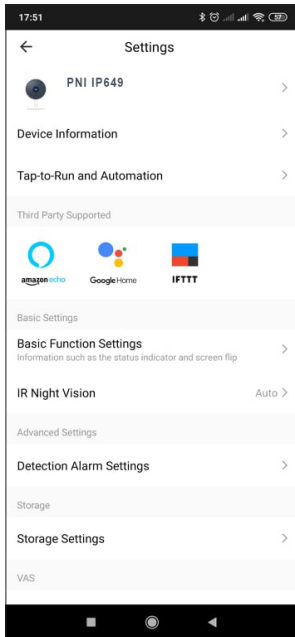 17:51
57
Settings
PNI IP649
Device Information
Tap-to-Run and Automation
Third Party Supported
amazon echo
Google Home
IFTTT
Basic Settings
Basic Function Settings
Information such as the status indicator and screen flip
IR Night Vision
Auto
Advanced Settings
Detection Alarm Settings
Storage
Storage Settings
VAS